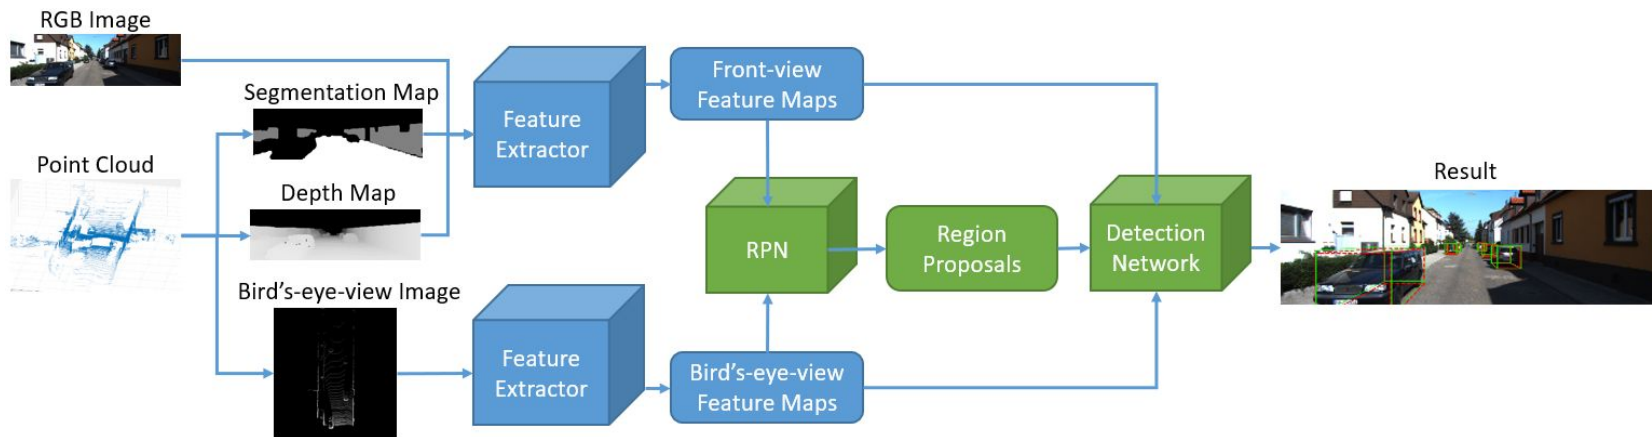 RGB Image
Segmentation Map
Point Cloud
Depth Map
Bird's-eye-view Image
Feature
Extractor
Feature
Extractor
Front-view
Feature Maps
Bird's-eye-view
Feature Maps
RPN
Region
Proposals
Detection
Network
Result